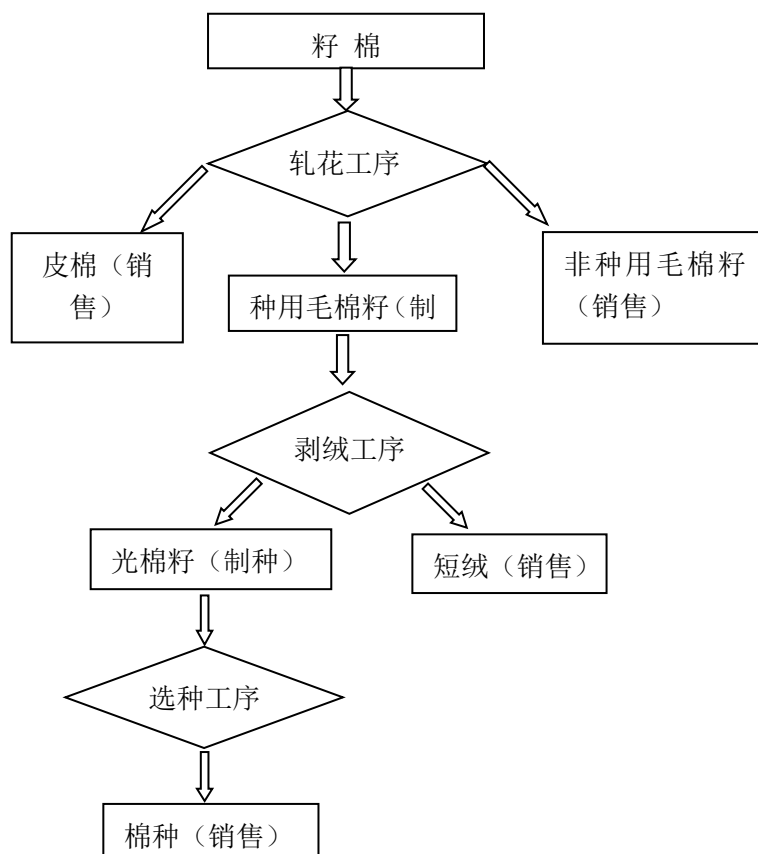 籽 棉
轧花工序
皮棉（销
售）
种用毛棉籽（制
非种用毛棉籽
（销售）
剥绒工序
光棉籽（制种）
短绒（销售）
选种工序
棉种（销售）